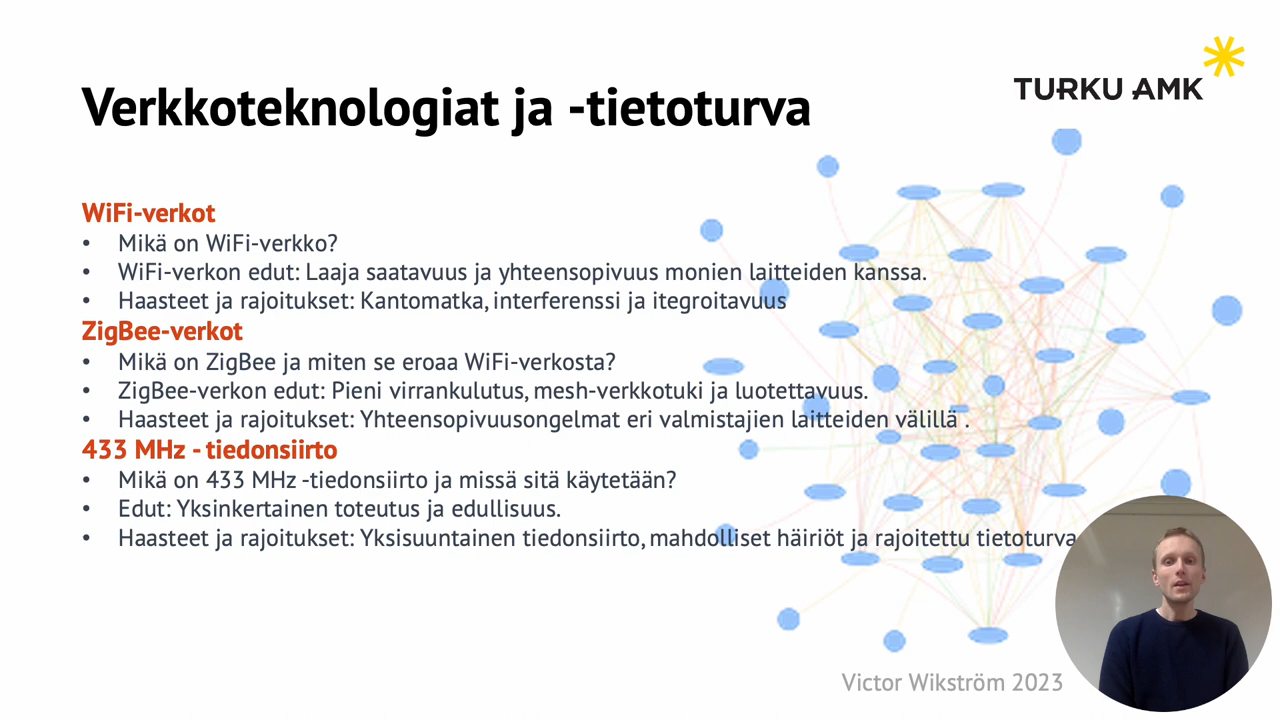 TURKU AMK
Verkkoteknologiat ja -tietoturva
WiFi-verkot
• Mikä on WiFi-verkko?
• WiFi-verkon edut: Laaja saatavuus ja yhteensopivuus monien laitteiden kanssa.
• Haasteet ja rajoitukset: Kantomatka, interferenssi ja itegroitavuus
ZigBee-verkot
• Mikä on ZigBee ja miten se eroaa WiFi-verkosta?
• ZigBee-verkon edut: Pieni virrankulutus, mesh-verkkotuki ja luotettavuus.
• Haasteet ja rajoitukset: Yhteensopivuusongelmat eri valmistajien laitteiden välillä .
433 MHz - tiedonsiirto
• Mikä on 433 MHz -tiedonsiirto ja missä sitä käytetään?
• Edut: Yksinkertainen toteutus ja edullisuus.
• Haasteet ja rajoitukset: Yksisuuntainen tiedonsiirto, mahdolliset häiriöt ja rajoitettu tietoturva
Victor Wikström 2023